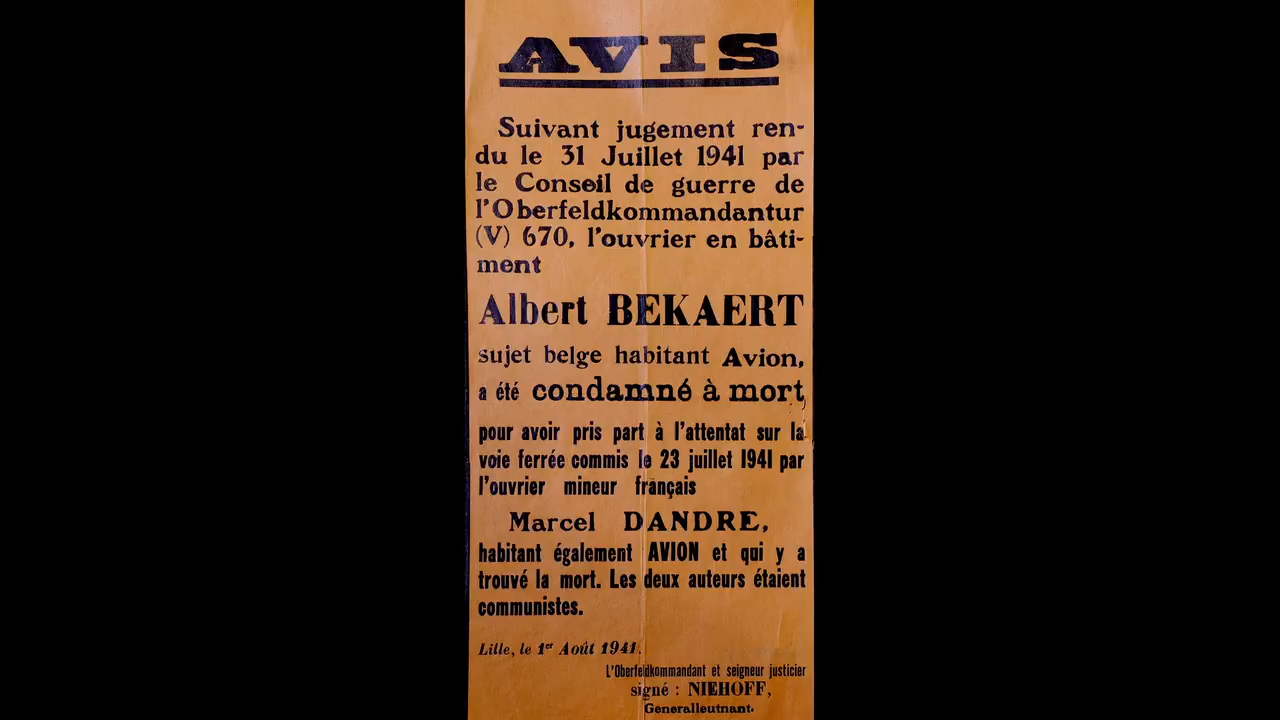 AVIS
Suivant jugement ren-
du le 31 Juillet 1941 par
le Conseil de guerre de
l'Oberfeldkommandantur
(V) 670, l'ouvrier en bâti-
ment
Albert BEKAERT
sujet belge habitant Avion,
a été condamné à mort
pour avoir pris part à l'attentat sur la
voie ferrée commis le 23 juillet 1941 par
l'ouvrier mineur français
Marcel DANDRE,
habitant également AVION et qui y a
trouvé la mort. Les deux auteurs étaient
communistes.
Lille, le 1er Août 1941.
L'Oberfeldkommandant et seigneur justicier
signé : NIEHOFF,
Generalleutnant.